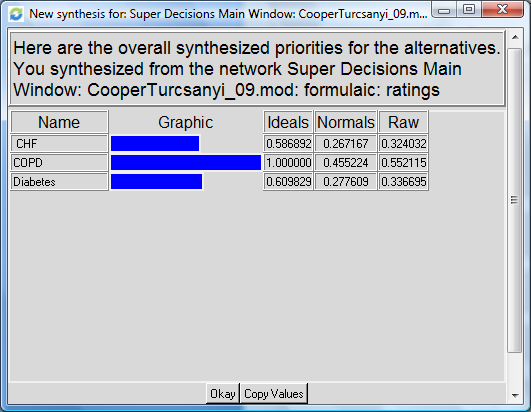 New synthesis for: Super Decisions Main Window: CooperTurcsanyi_09.m...
Here are the overall synthesized priorities for the alternatives.
You synthesized from the network Super Decisions Main
Window: CooperTurcsanyi_09.mod: formulaic: ratings
Name Graphic Ideals Normals Raw
CHF 0.586892 0.267167 0.324032
COPD 1.000000 0.455224 0.552115
Diabetes 0.609829 0.277609 0.336695
Okay Copy Values